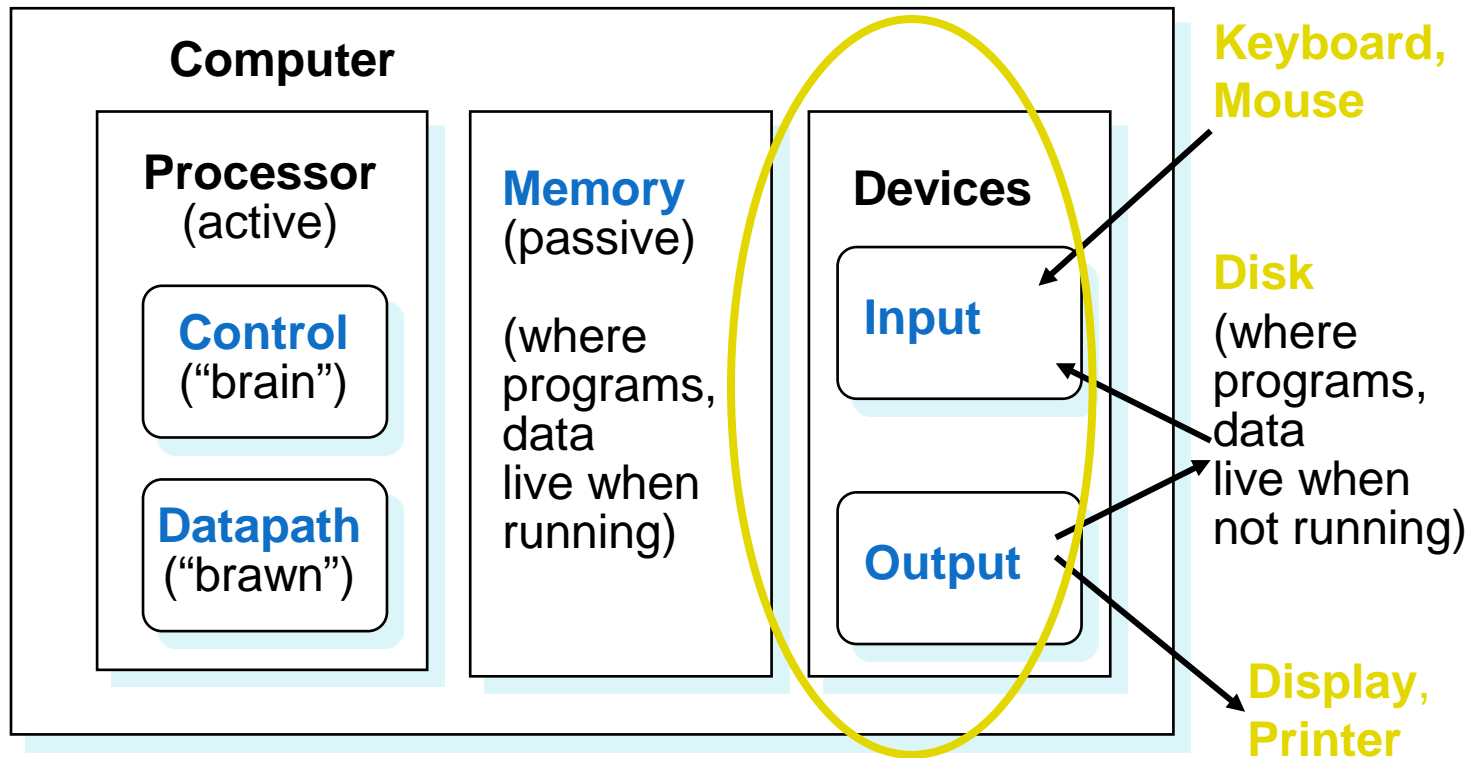 Computer
Processor
(active)
Control
(“brain”)
Datapath
(“brawn”)
Memory
(passive)
(where
programs,
data
live when
running)
Devices
Input
Output
Keyboard,
Mouse
Disk
(where
programs,
data
live when
not running)
Display,
Printer